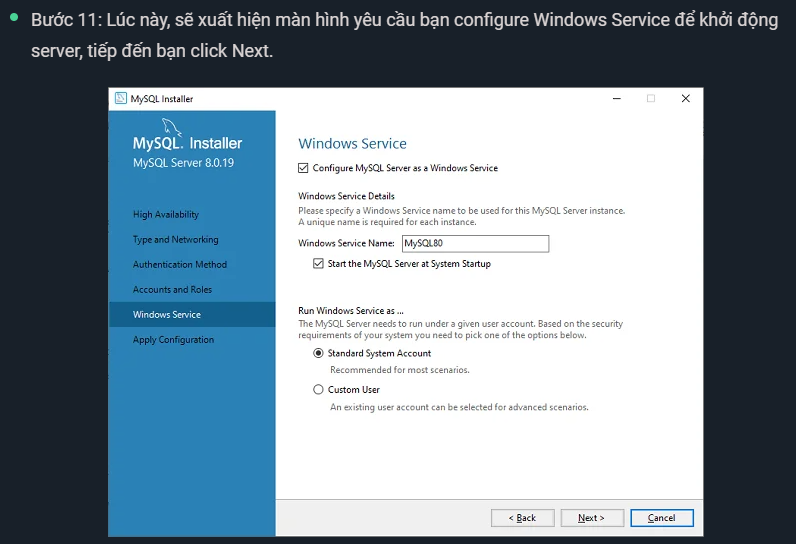 Bước 11: Lúc này, sẽ xuất hiện màn hình yêu cầu bạn configure Windows Service để khởi động
server, tiếp đến bạn click Next.
MySQL Installer
MySQL. Installer
MySQL Server 8.0.19
High Availability
Type and Networking
Authentication Method
Accounts and Roles
Windows Service
Apply Configuration
Windows Service
Configure MySQL Server as a Windows Service
Windows Service Details
Please specify a Windows Service name to be used for this MySQL Server instance.
A unique name is required for each instance.
Windows Service Name: MySQL80
Start the MySQL Server at System Startup
Run Windows Service as ...
The MySQL Server needs to run under a given user account. Based on the security
requirements of your system you need to pick one of the options below.
Standard System Account
Recommended for most scenarios.
Custom User
An existing user account can be selected for advanced scenarios.
< Back
Next >
Cancel